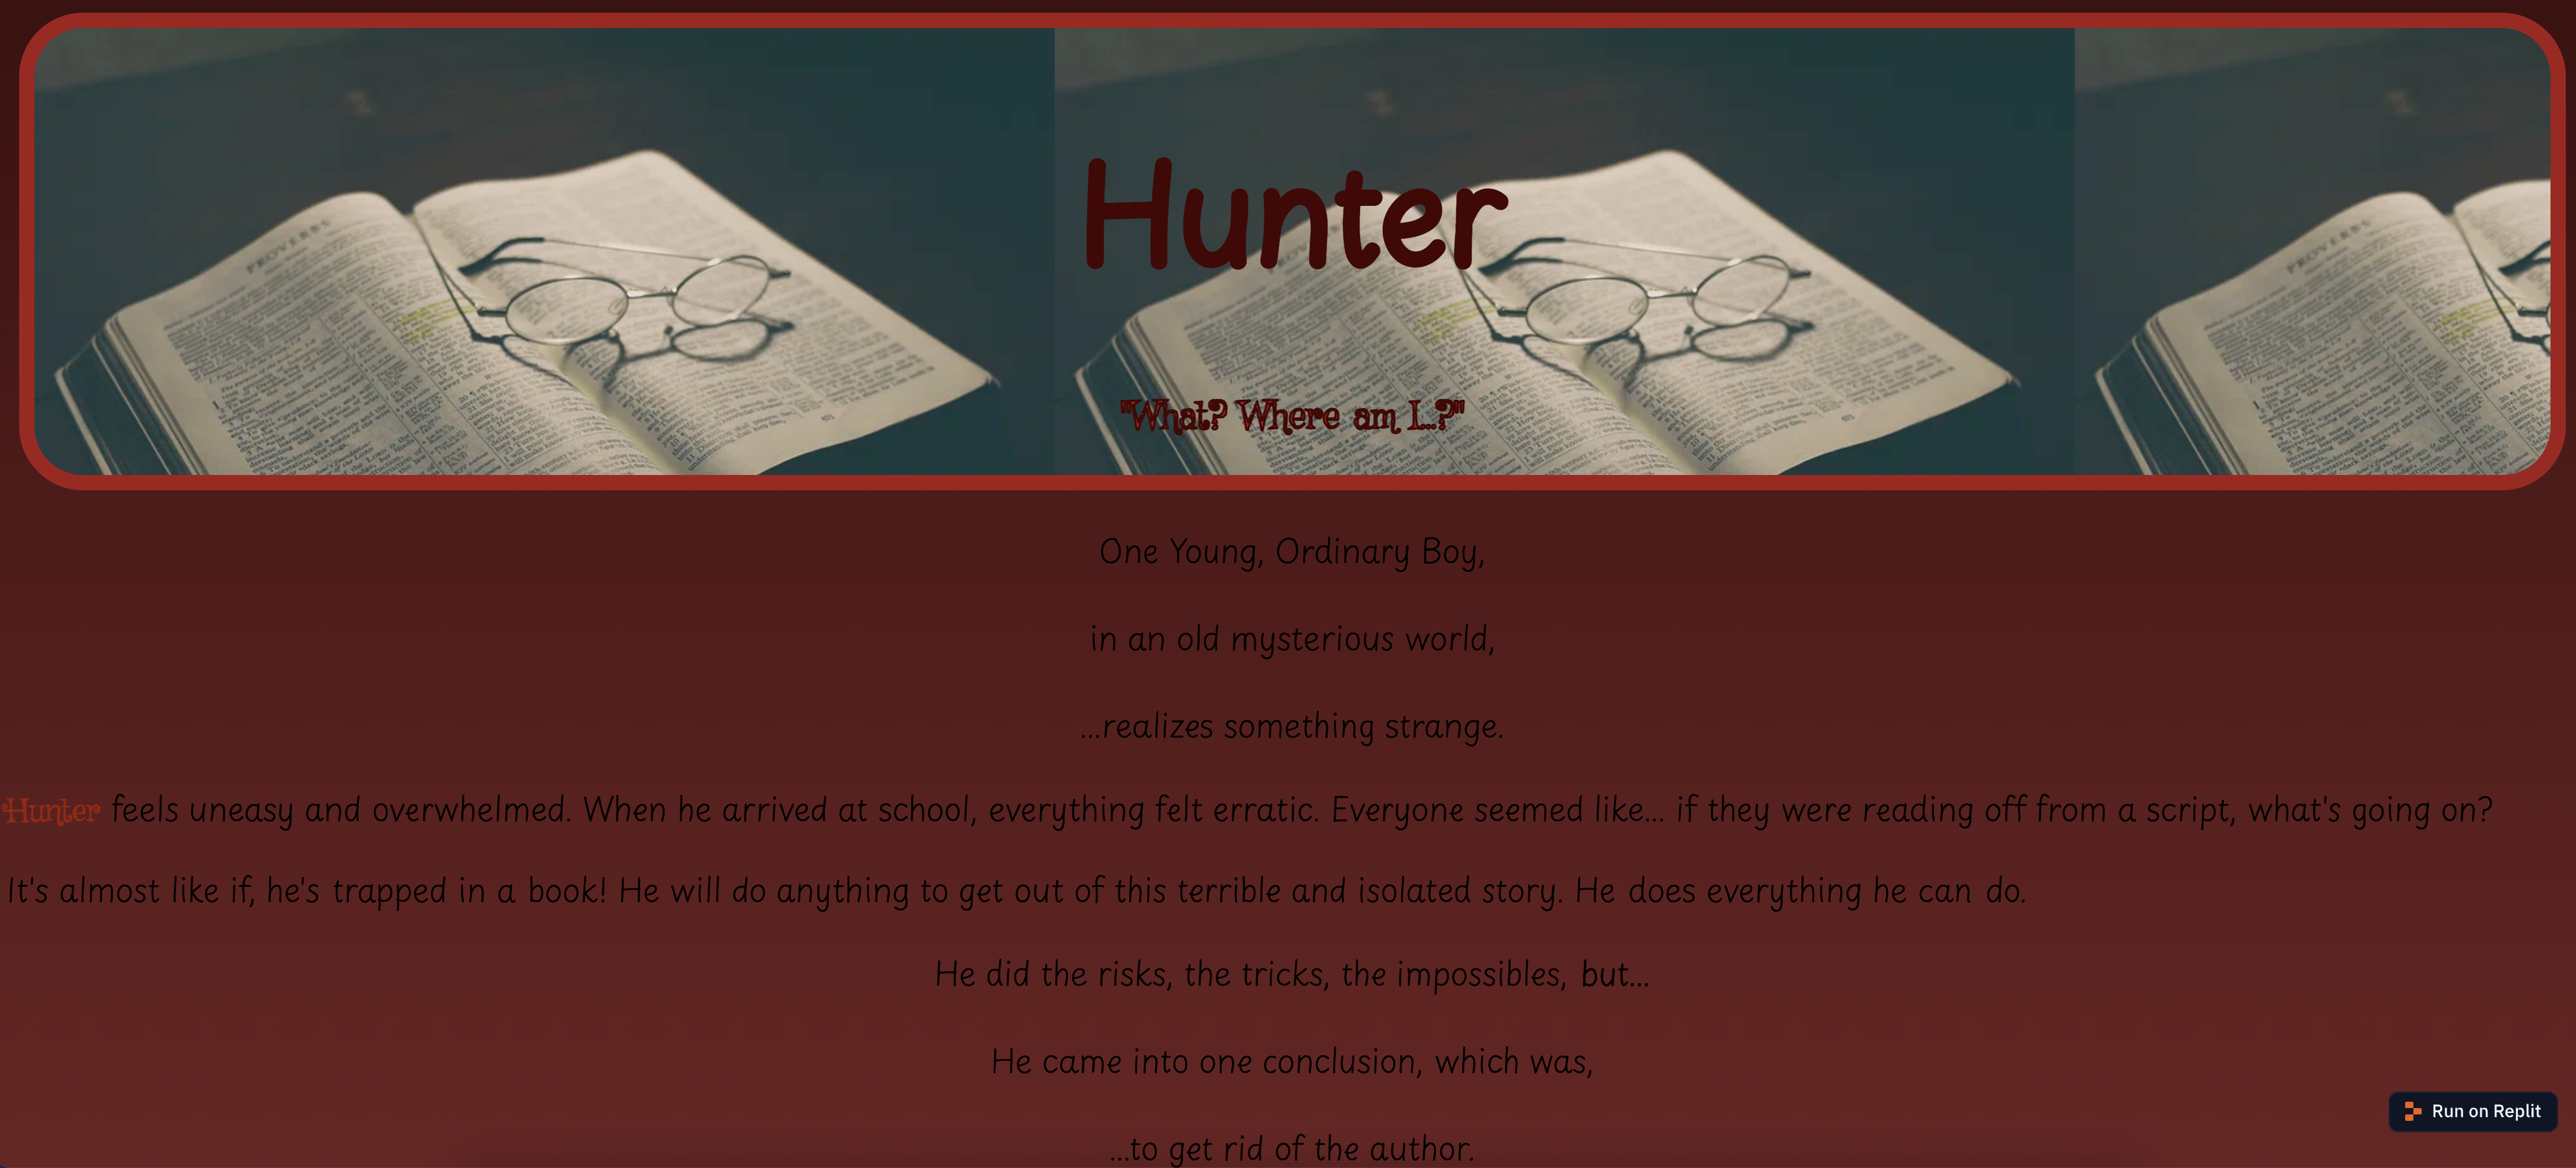 PROVERBS
PROVERBS
Hunter
"What? Where am I...?"
One Young, Ordinary Boy,
in an old mysterious world,
...realizes something strange.
Hunter feels uneasy and overwhelmed. When he arrived at school, everything felt erratic. Everyone seemed like... if they were reading off from a script, what's going on?
It's almost like if, he's trapped in a book! He will do anything to get out of this terrible and isolated story. He does everything he can do.
He did the risks, the tricks, the impossibles, but...
He came into one conclusion, which was,
...to get rid of the author.
Run on Replit